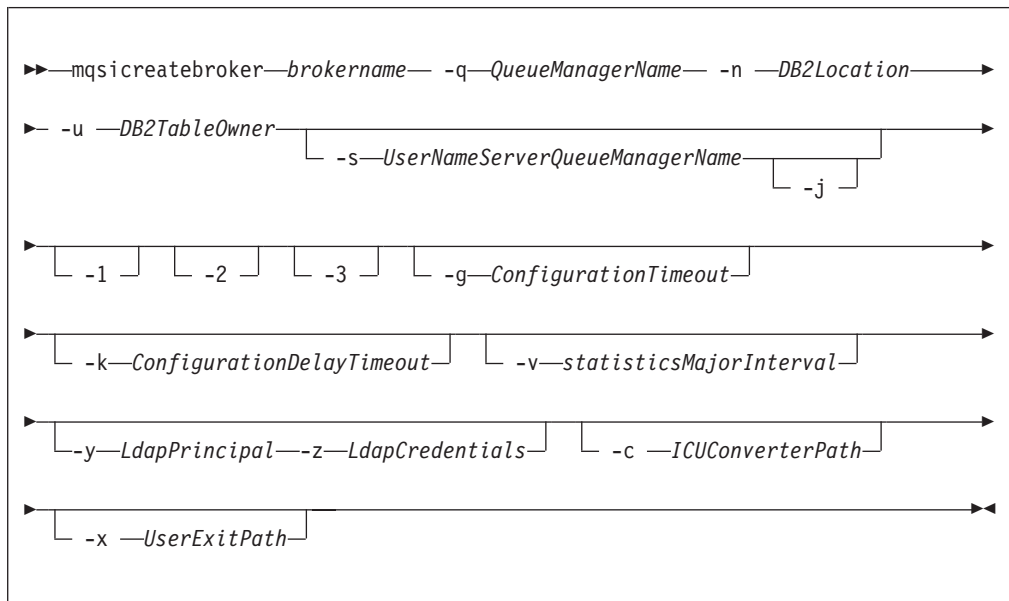 mqsicreatebroker brokername -q QueueManagerName -n DB2Location
-u DB2TableOwner
-s UserNameServerQueueManagerName
-j
-1 -2 -3 -g ConfigurationTimeout
-k ConfigurationDelayTimeout -v statisticsMajorInterval
-y LdapPrincipal -z LdapCredentials -c ICUConverterPath
-x UserExitPath